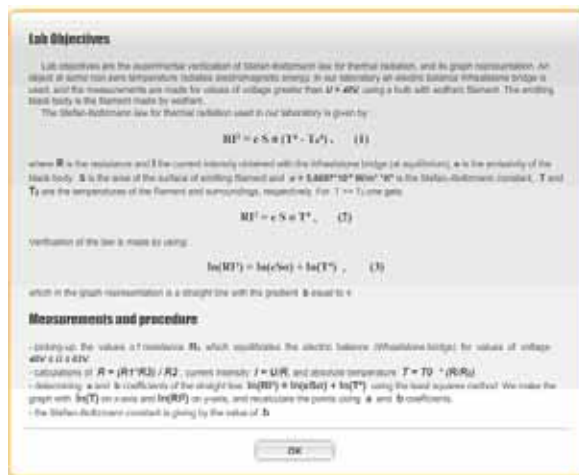 Lab Objectives
Lab objectives are the experimental verification of Stefan-Boltzmann law for thermal radiation, and its graph representation. An
object at some non zero temperature radiates electromagnetic energy. In our laboratory an electric balance Wheatstone bridge is
used, and the measurements are made for values of voltage greater than U = 40V, using a bulb with wolfram filament. The emitting
black body is the filament made by wolfram.
The Stefan-Boltzmann law for thermal radiation used in our laboratory is given by:
RI² = e S σ (T⁴ - T₀⁴) , (1)
where R is the resistance and I the current intensity obtained with the Wheatstone bridge (at equilibrium), e is the emissivity of the
black body, S is the area of the surface of emitting filament and is the Stefan-Boltzmann constant, T and
T₀ are the temperatures of the filament and surroundings, respectively. For T >> T₀ one gets
RI² = e S σ T⁴ , (2)
Verification of the law is made by using:
ln(RI²) = ln(eSσ) + ln(T⁴) , (3)
which in the graph representation is a straight line with the gradient b equal to 4
Measurements and procedure
- picking-up the values of resistance which equilibrates the electric balance (Wheatstone bridge) for values of voltage
- calculations of R = (R1*R3) / R2 , current intensity I = U/R, and absolute temperature T = T0 * (R/R₀)
- determining a and b coefficients of the straight line ln(RI²) = ln(eSσ) + ln(T⁴) using the least squares method. We make the
graph with ln(T) on x-axis and ln(RI²) on y-axis, and recalculate the points using a and b coefficients.
- the Stefan-Boltzmann constant is giving by the value of b
OK